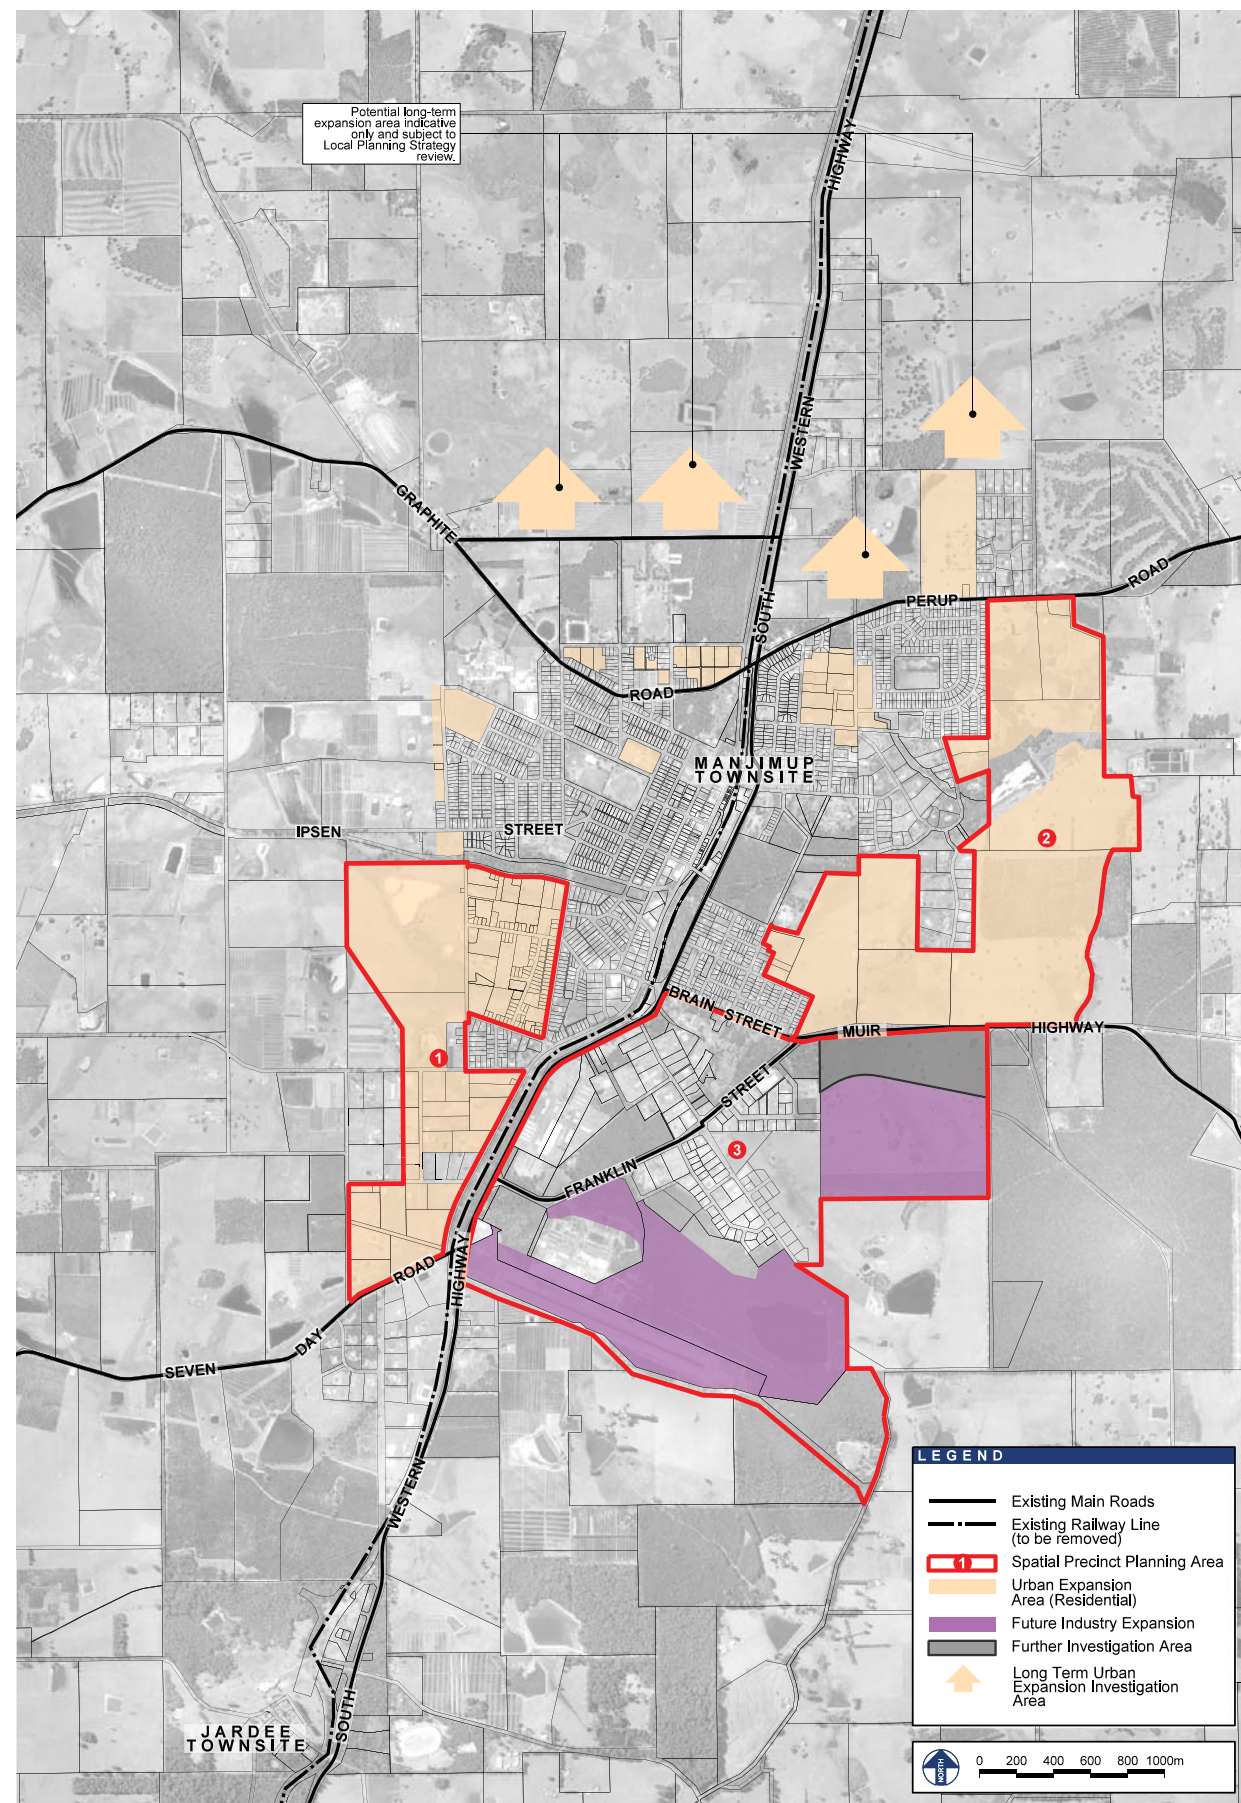 Potential long-term
expansion area indicative
only and subject to
Local Planning Strategy
review.
HIGHWAY
WESTERN
SOUTH
GRAPHITE
ROAD
PERUP
ROAD
MANJIMUP
TOWNSITE
IPSEN
STREET
2
BRAIN STREET
MUIR
HIGHWAY
1
STREET
3
FRANKLIN
ROAD
HIGHWAY
DAY
SEVEN
WESTERN
SOUTH
JARDEE
TOWNSITE
LEGEND
Existing Main Roads
Existing Railway Line
(to be removed)
1
Spatial Precinct Planning Area
Urban Expansion
Area (Residential)
Future Industry Expansion
Further Investigation Area
Long Term Urban
Expansion Investigation
Area
NORTH
0 200 400 600 800 1000m